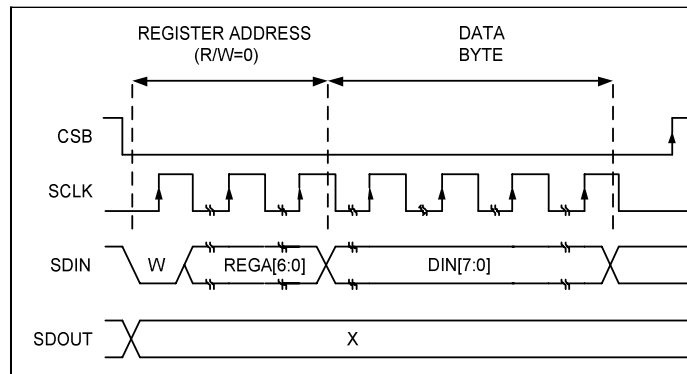 REGISTER ADDRESS
(R/W=0)
DATA
BYTE
CSB
SCLK
SDIN
W
REGA[6:0]
DIN[7:0]
SDOUT
X